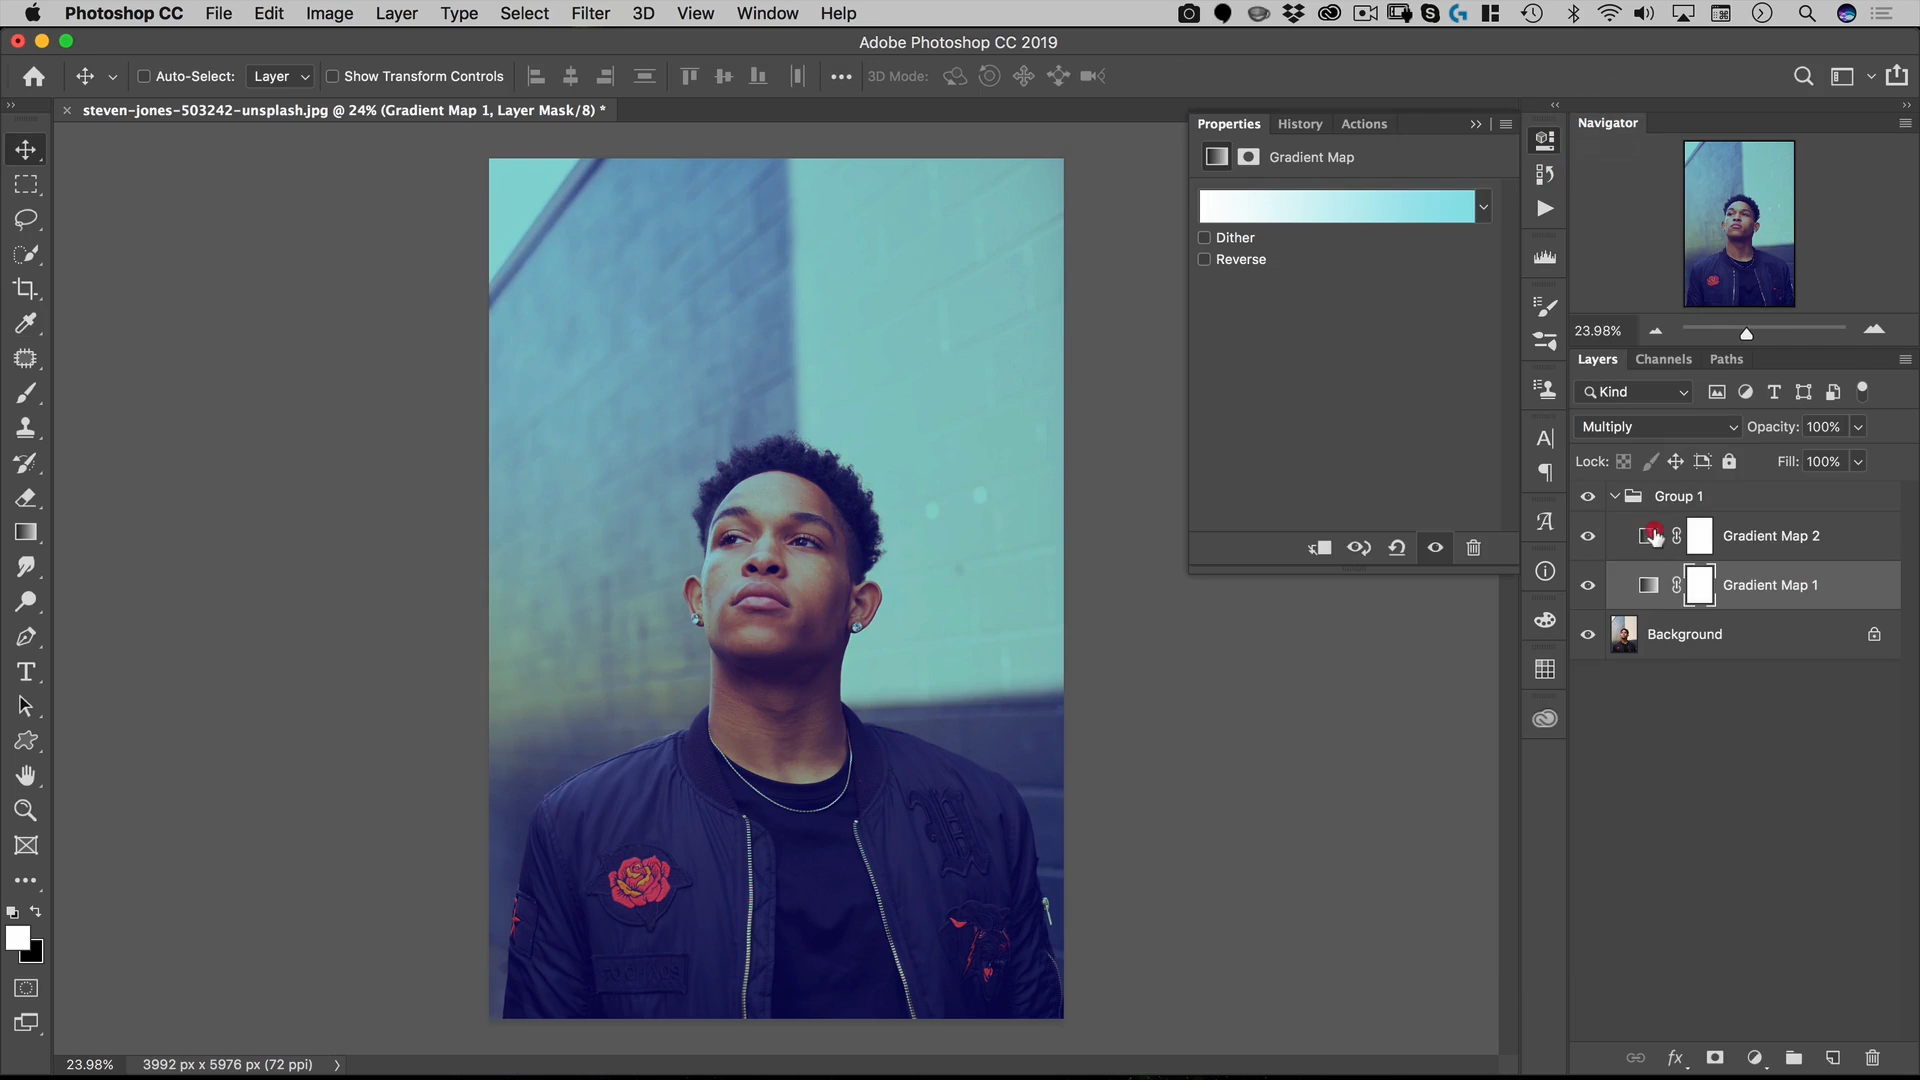 Photoshop CC File Edit Image Layer Type Select Filter 3D View Window Help
Adobe Photoshop CC 2019
Auto-Select: Layer Show Transform Controls 3D Mode:
steven-jones-503242-unsplash.jpg @ 24% (Gradient Map 1, Layer Mask/8) *
Properties History Actions
Gradient Map
Dither
Reverse
Navigator
23.98%
Layers Channels Paths
Kind
Multiply Opacity: 100%
Lock: Fill: 100%
Group 1
Gradient Map 2
Gradient Map 1
Background
23.98% 3992 px x 5976 px (72 ppi)